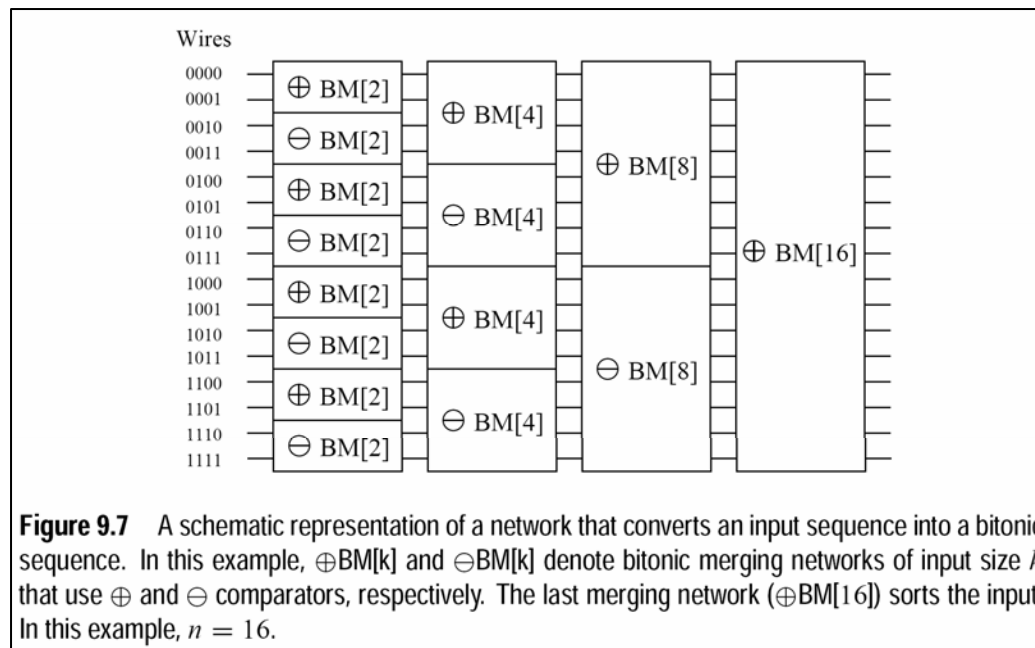 Wires
0000
0001
0010
0011
0100
0101
0110
0111
1000
1001
1010
1011
1100
1101
1110
1111
⊕ BM[2]
⊖ BM[2]
⊕ BM[2]
⊖ BM[2]
⊕ BM[2]
⊖ BM[2]
⊕ BM[2]
⊖ BM[2]
⊕ BM[4]
⊖ BM[4]
⊕ BM[4]
⊖ BM[4]
⊕ BM[8]
⊖ BM[8]
⊕ BM[16]
Figure 9.7 A schematic representation of a network that converts an input sequence into a bitonic
sequence. In this example, ⊕BM[k] and ⊖BM[k] denote bitonic merging networks of input size
that use ⊕ and ⊖ comparators, respectively. The last merging network (⊕BM[16]) sorts the input
In this example, n = 16.